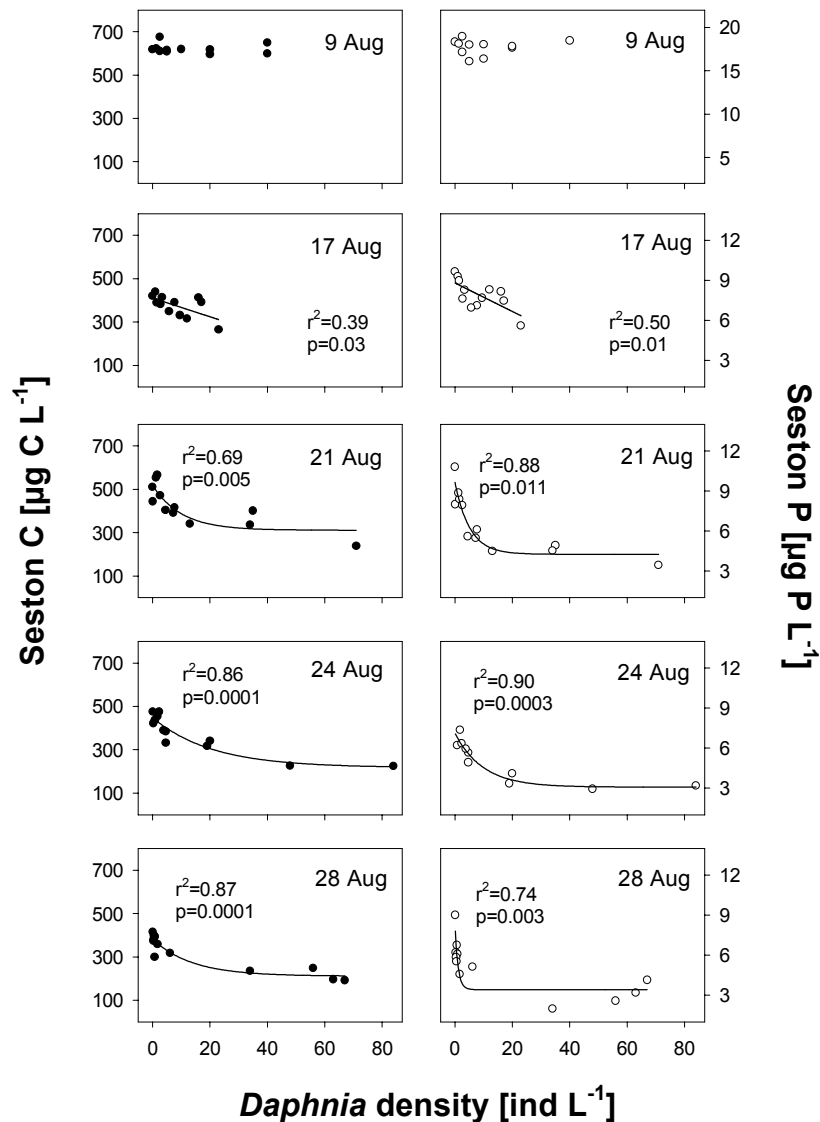 700
500
300
100
9 Aug
9 Aug
20
15
10
5
700
500
300
100
17 Aug
r²=0.39
p=0.03
17 Aug
r²=0.50
p=0.01
12
9
6
3
700
500
300
100
r²=0.69
p=0.005
21 Aug
r²=0.88
p=0.011
21 Aug
12
9
6
3
700
500
300
100
r²=0.86
p=0.0001
24 Aug
r²=0.90
p=0.0003
24 Aug
12
9
6
3
700
500
300
100
r²=0.87
p=0.0001
28 Aug
r²=0.74
p=0.003
28 Aug
12
9
6
3
0 20 40 60 80
0 20 40 60 80
Seston C [µg C L⁻¹]
Seston P [µg P L⁻¹]
Daphnia density [ind L⁻¹]